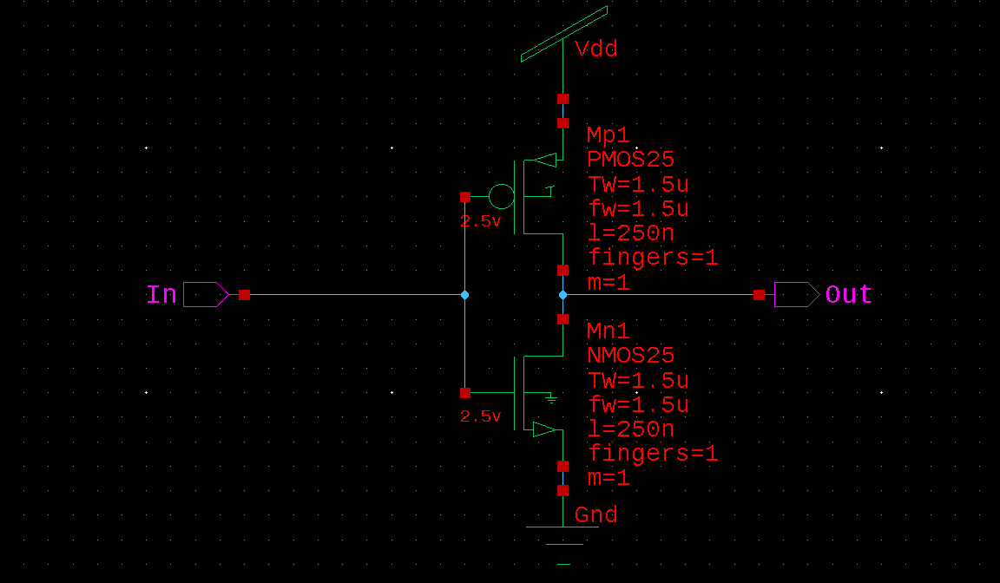 Vdd
Mp1
PMOS25
TW=1.5u
fw=1.5u
2.5v
l=250n
fingers=1
m=1
In
Out
Mn1
NMOS25
TW=1.5u
fw=1.5u
2.5v
l=250n
fingers=1
m=1
Gnd